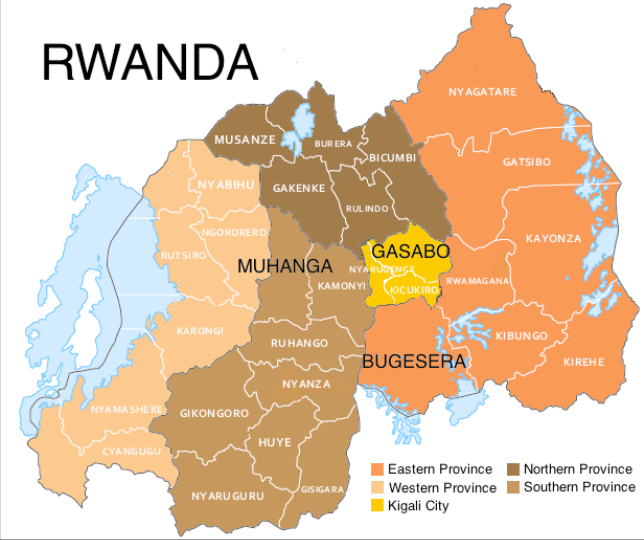 RWANDA
NYAGATARE
MUSANZE
BURERA
BICUMBI
GATSIBO
NYABIHU
GAKENKE
RULINDO
NGORORERO
RUTSIRO
GASABO
KAYONZA
MUHANGA
NYARUGENGE
KAMONYI
KICUKIRO
RWAMAGANA
KARONGI
RUHANGO
KIBUNGO
BUGESERA
KIREHE
NYANZA
NYAMASHEKE
GIKONGORO
HUYE
CYANGUGU
NYARUGURU
GISIGARA
Eastern Province
Northern Province
Western Province
Southern Province
Kigali City